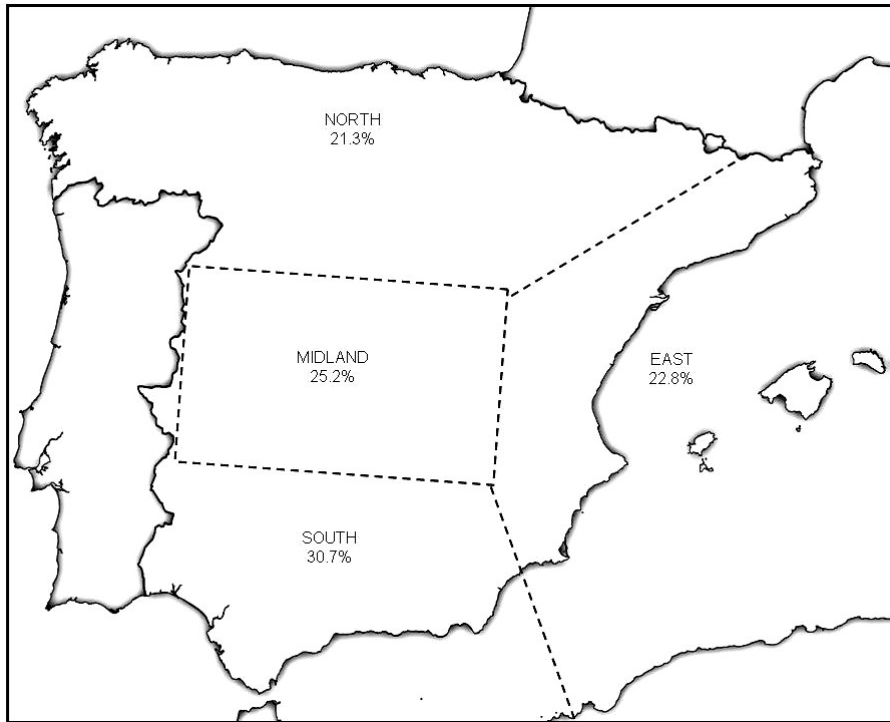 NORTH
21.3%
MIDLAND
25.2%
EAST
22.8%
SOUTH
30.7%